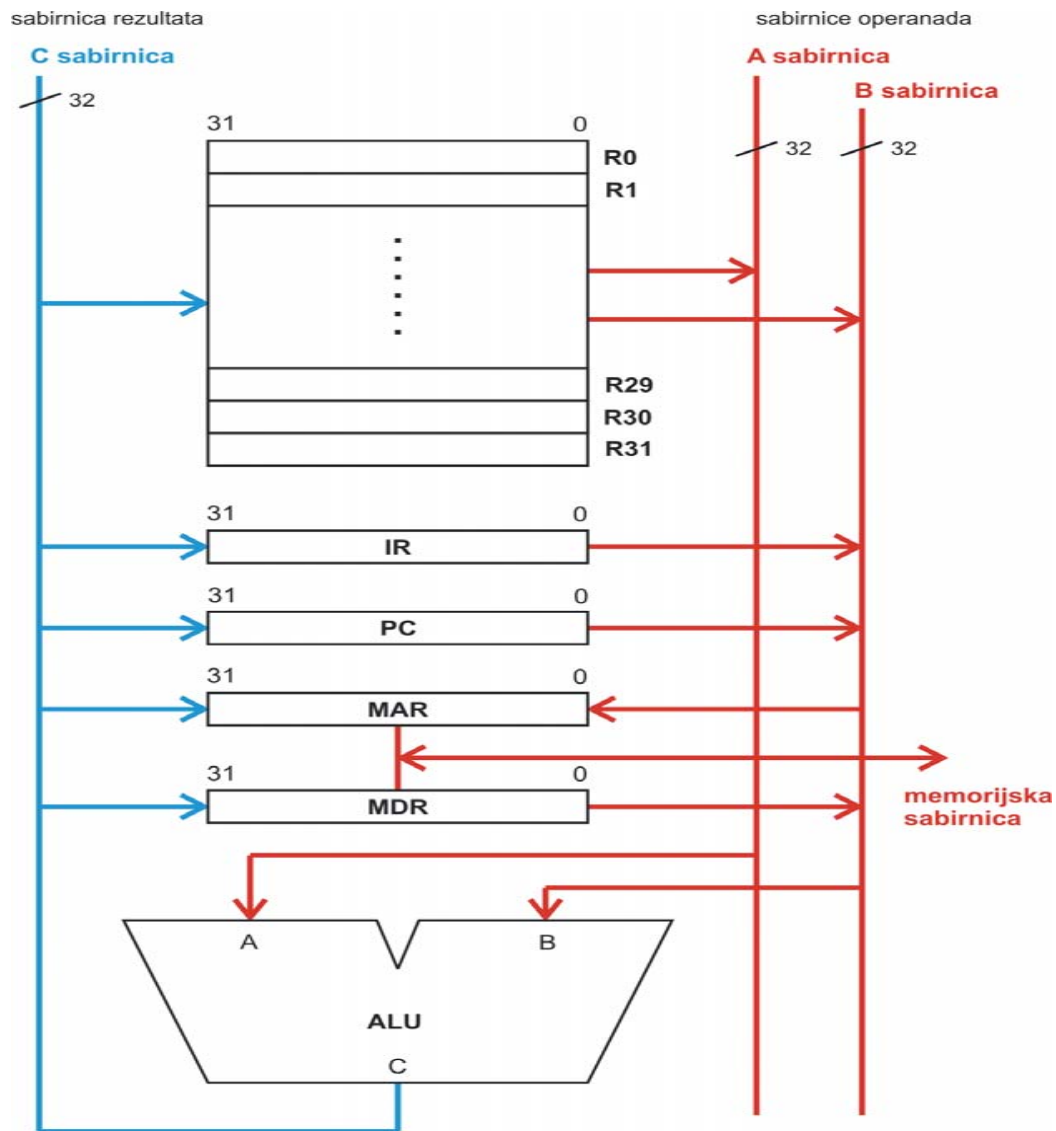 sabirnica rezultata
sabirnice operanada
C sabirnica
A sabirnica
B sabirnica
32
32
32
31 0
R0
R1
R29
R30
R31
31 0
IR
31 0
PC
31 0
MAR
31 0
MDR
memorijska
sabirnica
A
B
ALU
C